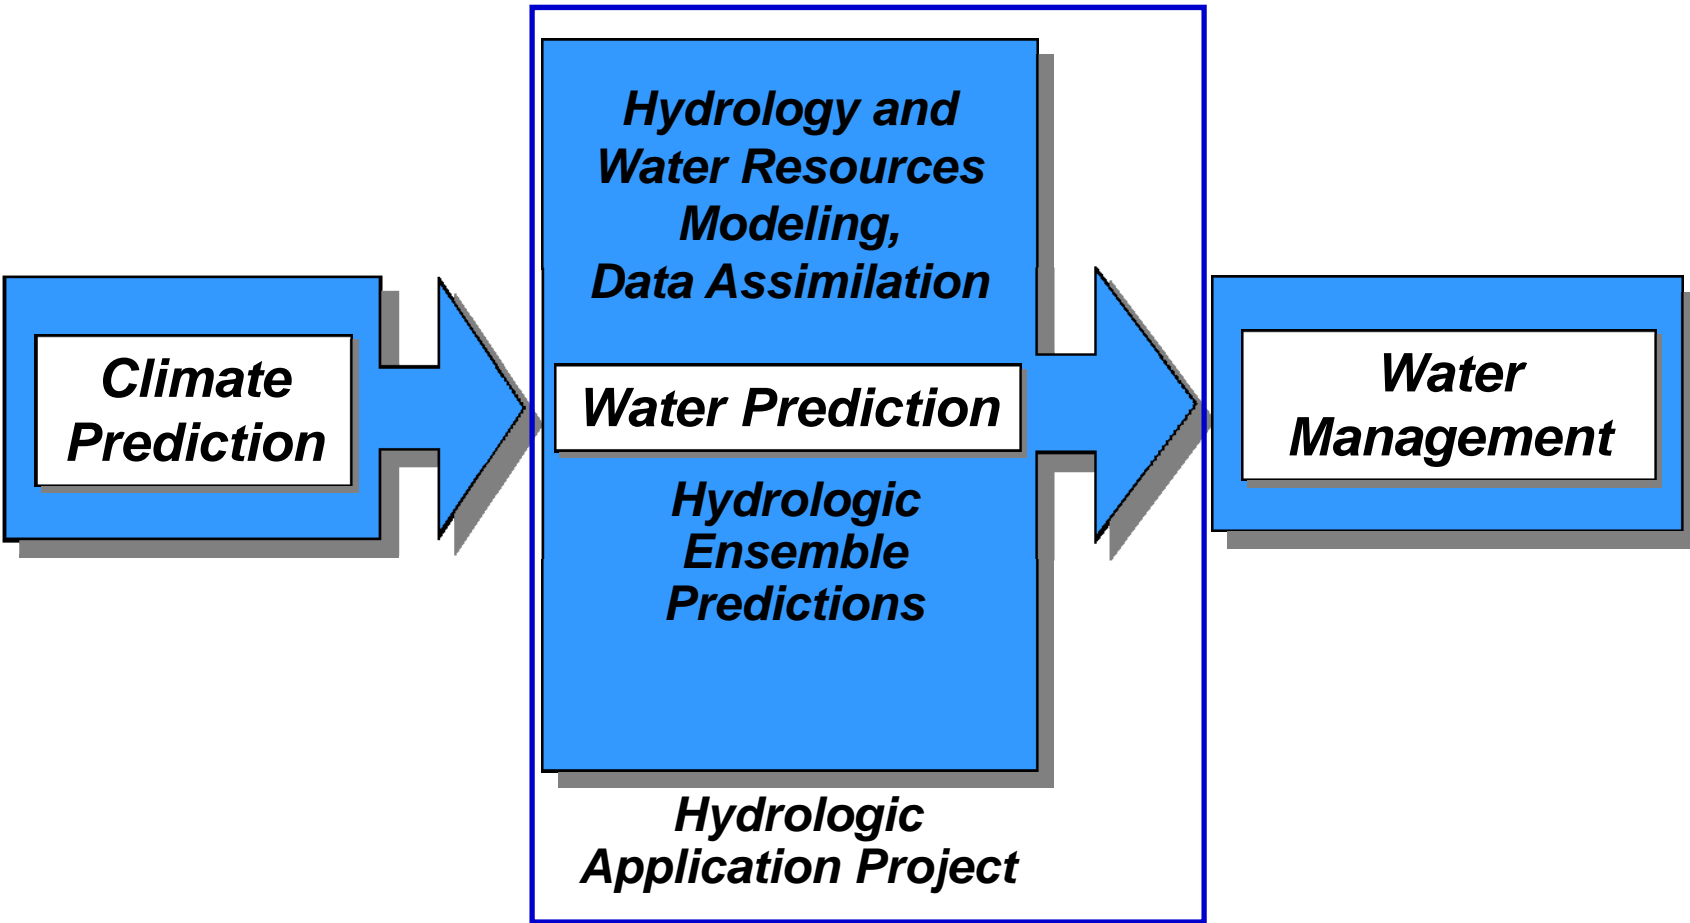 Climate
Prediction
Hydrology and
Water Resources
Modeling,
Data Assimilation
Water Prediction
Hydrologic
Ensemble
Predictions
Hydrologic
Application Project
Water
Management